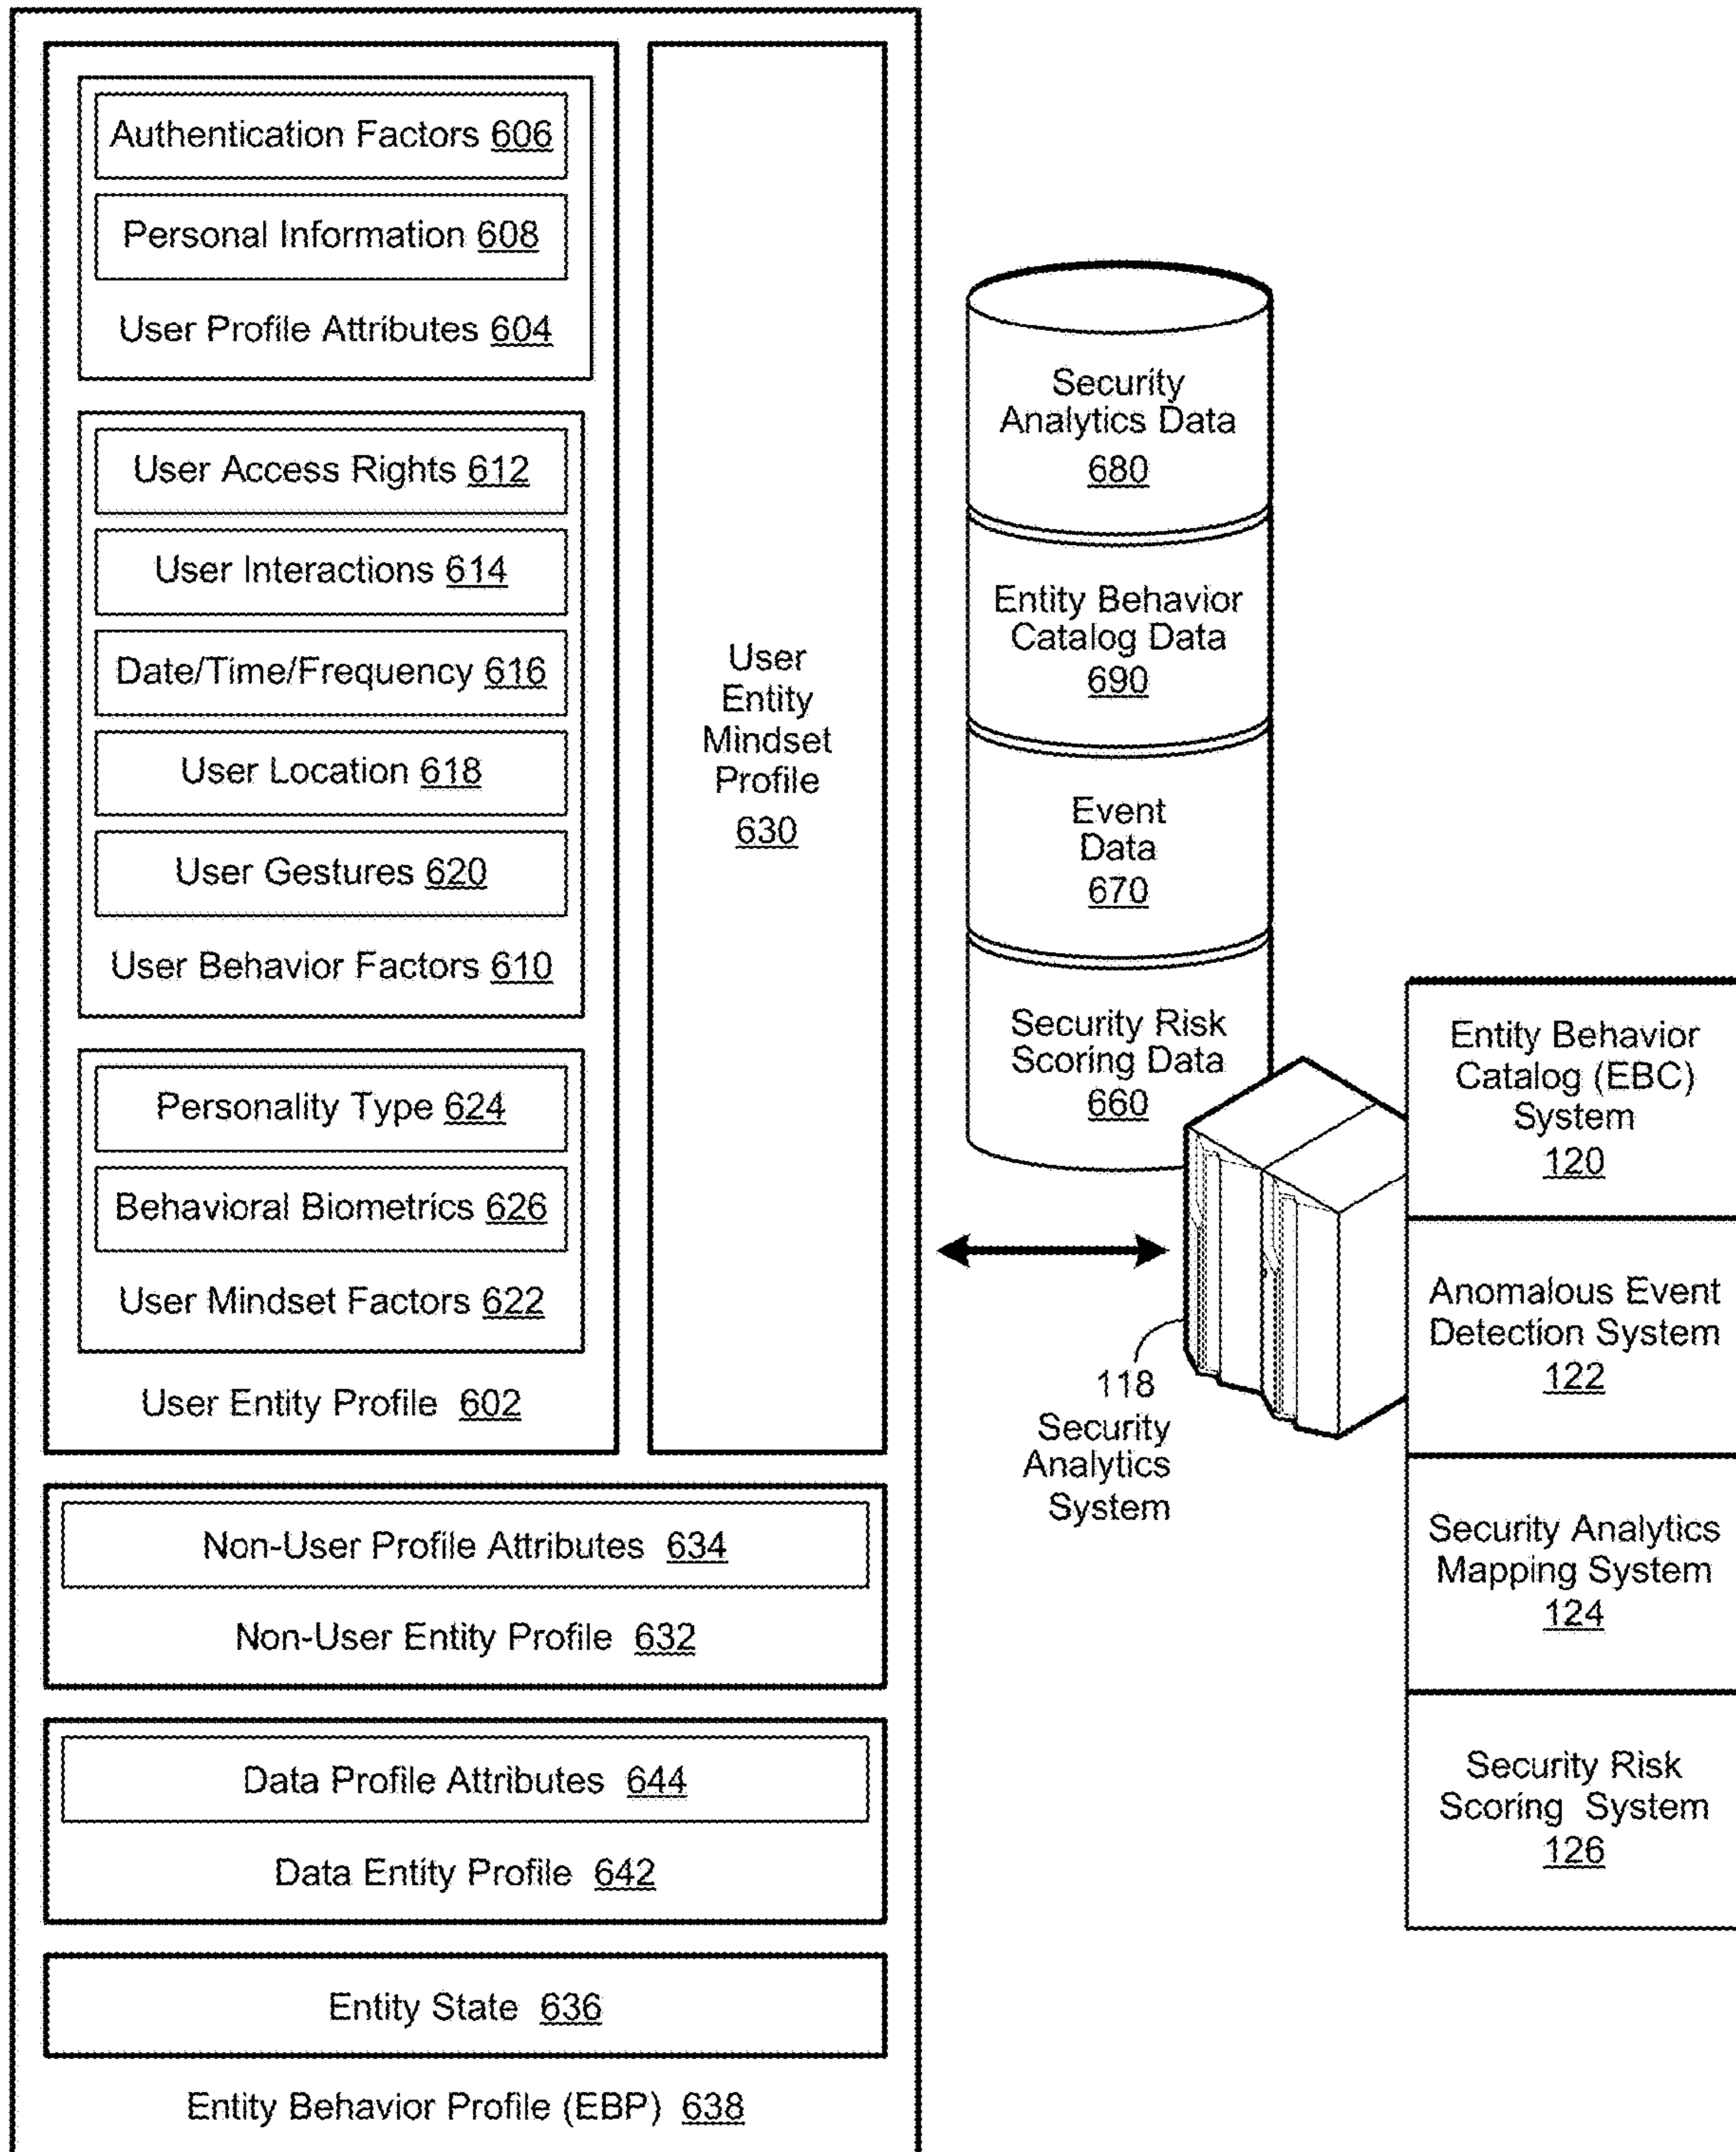 Authentication Factors 606
Personal Information 608
User Profile Attributes 604
User Access Rights 612
User Interactions 614
Date/Time/Frequency 616
User Location 618
User Gestures 620
User Behavior Factors 610
Personality Type 624
Behavioral Biometrics 626
User Mindset Factors 622
User Entity Profile 602
User
Entity
Mindset
Profile
630
Non-User Profile Attributes 634
Non-User Entity Profile 632
Data Profile Attributes 644
Data Entity Profile 642
Entity State 636
Entity Behavior Profile (EBP) 638
Security
Analytics Data
680
Entity Behavior
Catalog Data
690
Event
Data
670
Security Risk
Scoring Data
660
118
Security
Analytics
System
Entity Behavior
Catalog (EBC)
System
120
Anomalous Event
Detection System
122
Security Analytics
Mapping System
124
Security Risk
Scoring System
126